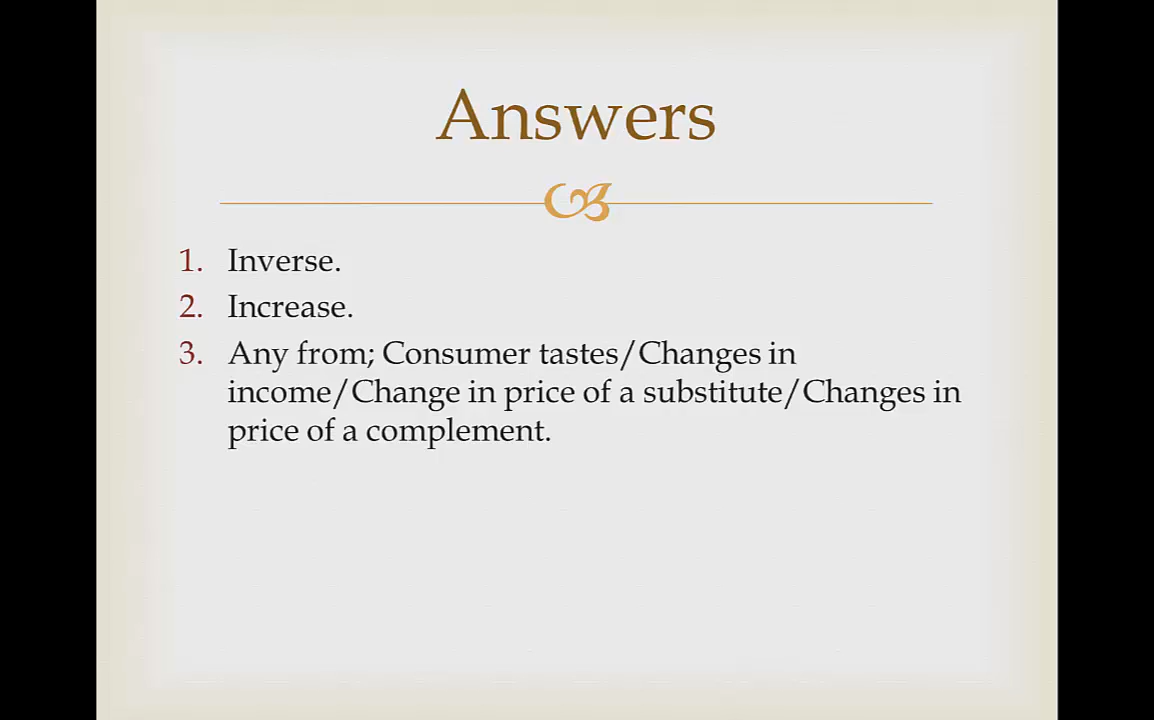 Answers
1. Inverse.
2. Increase.
3. Any from; Consumer tastes/Changes in
income/Change in price of a substitute/Changes in
price of a complement.